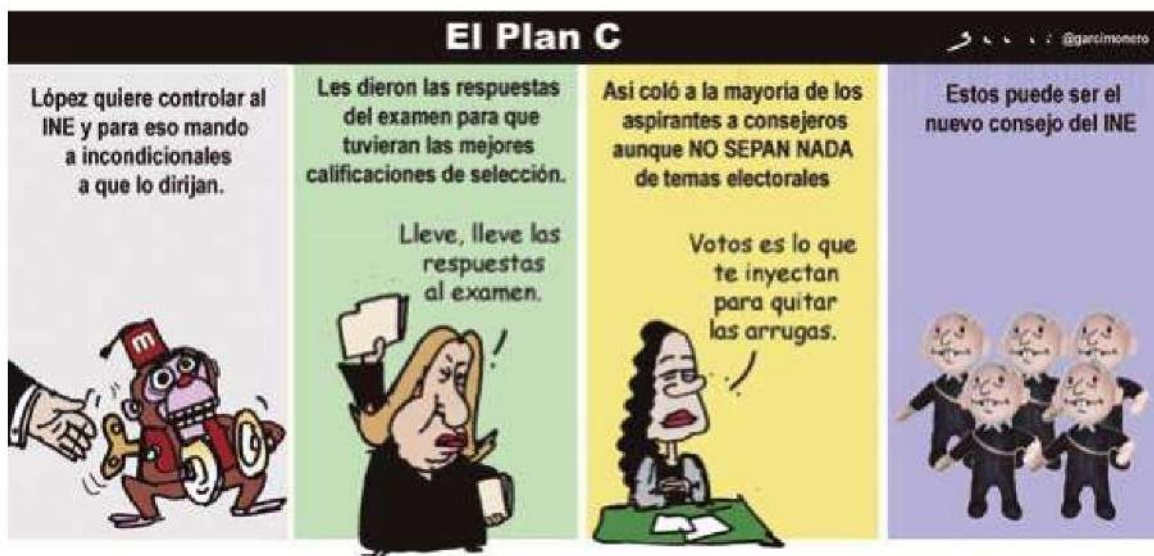 El Plan C
@garcimonero
López quiere controlar al
INE y para eso mando
a incondicionales
a que lo dirijan.
m
Les dieron las respuestas
del examen para que
tuvieran las mejores
calificaciones de selección.
Lleve, lleve las
respuestas
al examen.
Asi coló a la mayoria de los
aspirantes a consejeros
aunque NO SEPAN NADA
de temas electorales
Votos es lo que
te inyectan
para quitar
las arrugas.
Estos puede ser el
nuevo consejo del INE